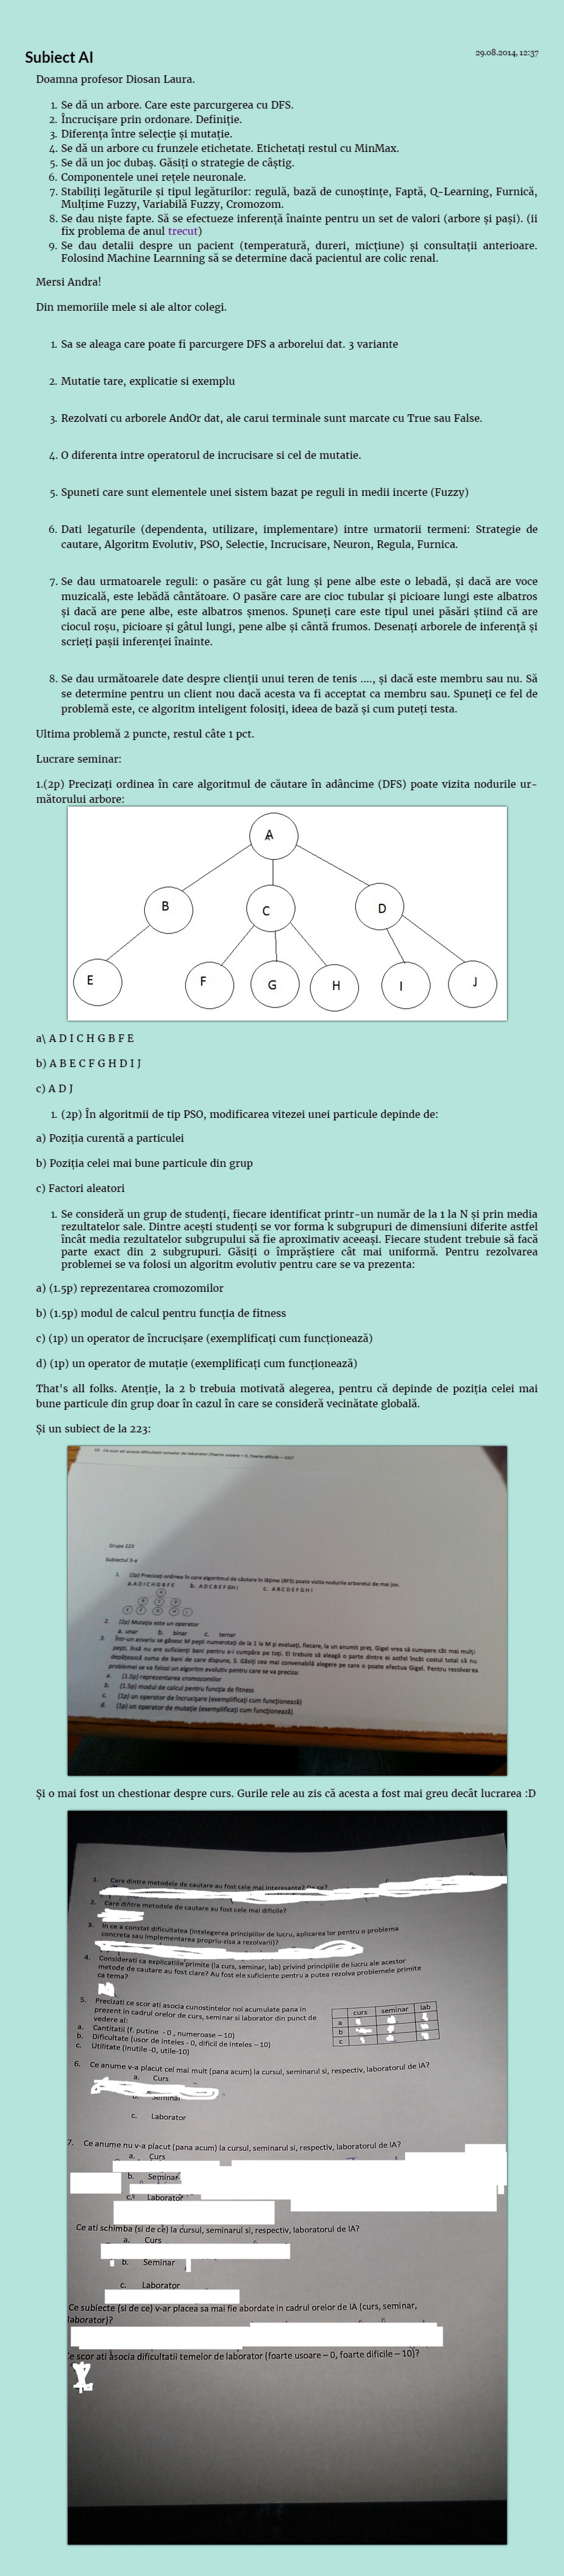 Subiect AI
29.08.2014, 12:37
Doamna profesor Diosan Laura.
1. Se dă un arbore. Care este parcurgerea cu DFS.
2. Încrucișare prin ordonare. Definiție.
3. Diferența între selecție și mutație.
4. Se dă un arbore cu frunzele etichetate. Etichetați restul cu MinMax.
5. Se dă un joc dubaș. Găsiți o strategie de câștig.
6. Componentele unei rețele neuronale.
7. Stabiliți legăturile și tipul legăturilor: regulă, bază de cunoștințe, Faptă, Q-Learning, Furnică,
Mulțime Fuzzy, Variabilă Fuzzy, Cromozom.
8. Se dau niște fapte. Să se efectueze inferență înainte pentru un set de valori (arbore și pași). (ii
fix problema de anul trecut)
9. Se dau detalii despre un pacient (temperatură, dureri, micțiune) și consultații anterioare.
Folosind Machine Learnning să se determine dacă pacientul are colic renal.
Mersi Andra!
Din memoriile mele si ale altor colegi.
1. Sa se aleaga care poate fi parcurgere DFS a arborelui dat. 3 variante
2. Mutatie tare, explicatie si exemplu
3. Rezolvati cu arborele AndOr dat, ale carui terminale sunt marcate cu True sau False.
4. O diferenta intre operatorul de incrucisare si cel de mutatie.
5. Spuneti care sunt elementele unei sistem bazat pe reguli in medii incerte (Fuzzy)
6. Dati legaturile (dependenta, utilizare, implementare) intre urmatorii termeni: Strategie de
cautare, Algoritm Evolutiv, PSO, Selectie, Incrucisare, Neuron, Regula, Furnica.
7. Se dau urmatoarele reguli: o pasăre cu gât lung și pene albe este o lebadă, și dacă are voce
muzicală, este lebădă cântătoare. O pasăre care are cioc tubular și picioare lungi este albatros
și dacă are pene albe, este albatros șmenos. Spuneți care este tipul unei păsări știind că are
ciocul roșu, picioare și gâtul lungi, pene albe și cântă frumos. Desenați arborele de inferență și
scrieți pașii inferenței înainte.
8. Se dau următoarele date despre clienții unui teren de tenis ...., și dacă este membru sau nu. Să
se determine pentru un client nou dacă acesta va fi acceptat ca membru sau. Spuneți ce fel de
problemă este, ce algoritm inteligent folosiți, ideea de bază și cum puteți testa.
Ultima problemă 2 puncte, restul câte 1 pct.
Lucrare seminar:
1.(2p) Precizați ordinea în care algoritmul de căutare în adâncime (DFS) poate vizita nodurile ur-
mătorului arbore:
A
B C D
E F G H I J
a\ A D I C H G B F E
b) A B E C F G H D I J
c) A D J
1. (2p) În algoritmii de tip PSO, modificarea vitezei unei particule depinde de:
a) Poziția curentă a particulei
b) Poziția celei mai bune particule din grup
c) Factori aleatori
1. Se consideră un grup de studenți, fiecare identificat printr-un număr de la 1 la N și prin media
rezultatelor sale. Dintre acești studenți se vor forma k subgrupuri de dimensiuni diferite astfel
încât media rezultatelor subgrupului să fie aproximativ aceeași. Fiecare student trebuie să facă
parte exact din 2 subgrupuri. Găsiți o împrăștiere cât mai uniformă. Pentru rezolvarea
problemei se va folosi un algoritm evolutiv pentru care se va prezenta:
a) (1.5p) reprezentarea cromozomilor
b) (1.5p) modul de calcul pentru funcția de fitness
c) (1p) un operator de încrucișare (exemplificați cum funcționează)
d) (1p) un operator de mutație (exemplificați cum funcționează)
That's all folks. Atenție, la 2 b trebuia motivată alegerea, pentru că depinde de poziția celei mai
bune particule din grup doar în cazul în care se consideră vecinătate globală.
Și un subiect de la 223:
10. Ce scor ati asocia dificultatii temelor de laborator (foarte usoare – 0, foarte dificile – 10)?
Grupa 223
Subiectul 3-a
1. (2p) Precizați ordinea în care algoritmul de căutare în lățime (BFS) poate vizita nodurile arborelui de mai jos.
a. A D I C H G B F E b. A D C B E F G H I c. A B C D E F G H I
2. (2p) Mutația este un operator
a. unar b. binar c. ternar
3. Într-un acvariu se găsesc M pești numerotați de la 1 la M și evaluați, fiecare, la un anumit preț. Gigel vrea să cumpere cât mai mulți
pești, însă nu are suficienți bani pentru a-i cumpăra pe toți. El trebuie să aleagă o parte dintre ei astfel încât costul total să nu
depățească suma de bani de care dispune, S. Găsiți cea mai convenabilă alegere pe care o poate efectua Gigel. Pentru rezolvarea
problemei se va folosi un algoritm evolutiv pentru care se va preciza:
a. (1.5p) reprezentarea cromozomilor
b. (1.5p) modul de calcul pentru funcția de fitness
c. (1p) un operator de încrucișare (exemplificați cum funcționează)
d. (1p) un operator de mutație (exemplificați cum funcționează)
Și o mai fost un chestionar despre curs. Gurile rele au zis că acesta a fost mai greu decât lucrarea :D
1. Care dintre metodele de cautare au fost cele mai interesante? De ce?
2. Care dintre metodele de cautare au fost cele mai dificile?
3. In ce a constat dificultatea (intelegerea principiilor de lucru, aplicarea lor pentru o problema
concreta sau implementarea propriu-zisa a rezolvarii)?
4. Considerati ca explicatiile primite (la curs, seminar, lab) privind principiile de lucru ale acestor
metode de cautare au fost clare? Au fost ele suficiente pentru a putea rezolva problemele primite
ca tema?
5. Precizati ce scor ati asocia cunostintelor noi acumulate pana in
prezent in cadrul orelor de curs, seminar si laborator din punct de
vedere al:
a. Cantitatii (f. putine - 0 , numeroase – 10)
b. Dificultate (usor de inteles - 0, dificil de inteles – 10)
c. Utilitate (inutile -0, utile-10)
curs seminar lab
a
b
c
6. Ce anume v-a placut cel mai mult (pana acum) la cursul, seminarul si, respectiv, laboratorul de IA?
a. Curs
b. Seminar
c. Laborator
7. Ce anume nu v-a placut (pana acum) la cursul, seminarul si, respectiv, laboratorul de IA?
a. Curs
b. Seminar
c. Laborator
Ce ati schimba (si de ce) la cursul, seminarul si, respectiv, laboratorul de IA?
a. Curs
b. Seminar
c. Laborator
Ce subiecte (si de ce) v-ar placea sa mai fie abordate in cadrul orelor de IA (curs, seminar,
laborator)?
Ce scor ati asocia dificultatii temelor de laborator (foarte usoare – 0, foarte dificile – 10)?